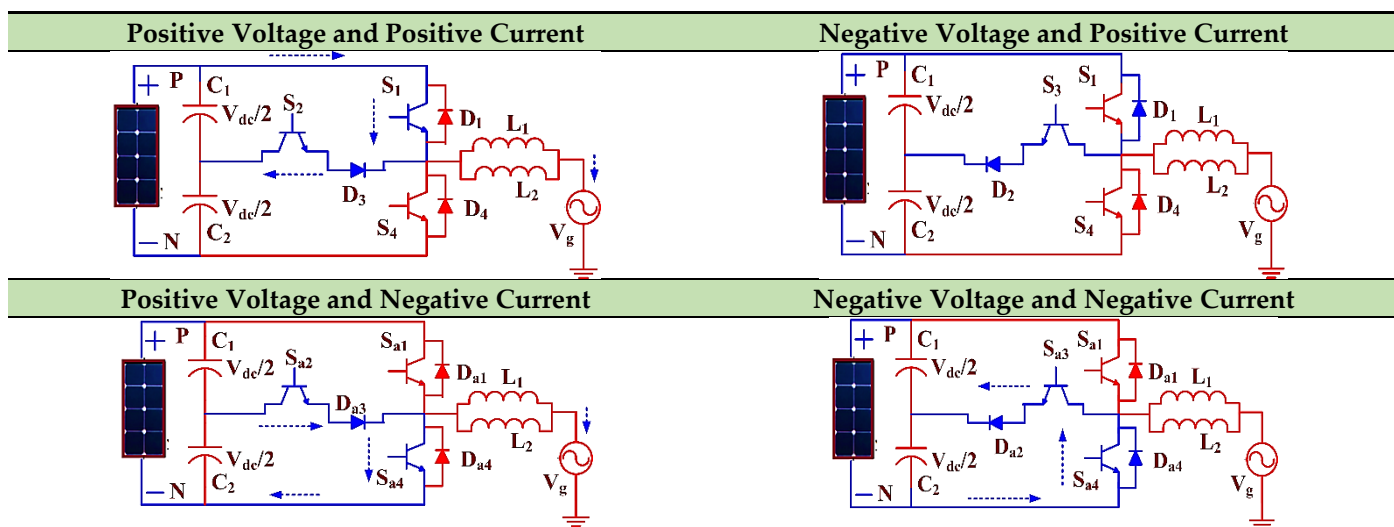 Positive Voltage and Positive Current
Negative Voltage and Positive Current
+ P
C1
S1
Vdc/2
S2
D1
L1
D3
L2
Vdc/2
D4
S4
C2
− N
Vg
+ P
C1
S1
S3
Vdc/2
D1
L1
D2
L2
Vdc/2
D4
S4
C2
− N
Vg
Positive Voltage and Negative Current
Negative Voltage and Negative Current
+ P
C1
Sa1
Vdc/2
Sa2
Da1
L1
Da3
L2
Vdc/2
Da4
Sa4
C2
− N
Vg
+ P
C1
Sa1
Sa3
Vdc/2
Da1
L1
Da2
L2
Vdc/2
Da4
Sa4
C2
− N
Vg